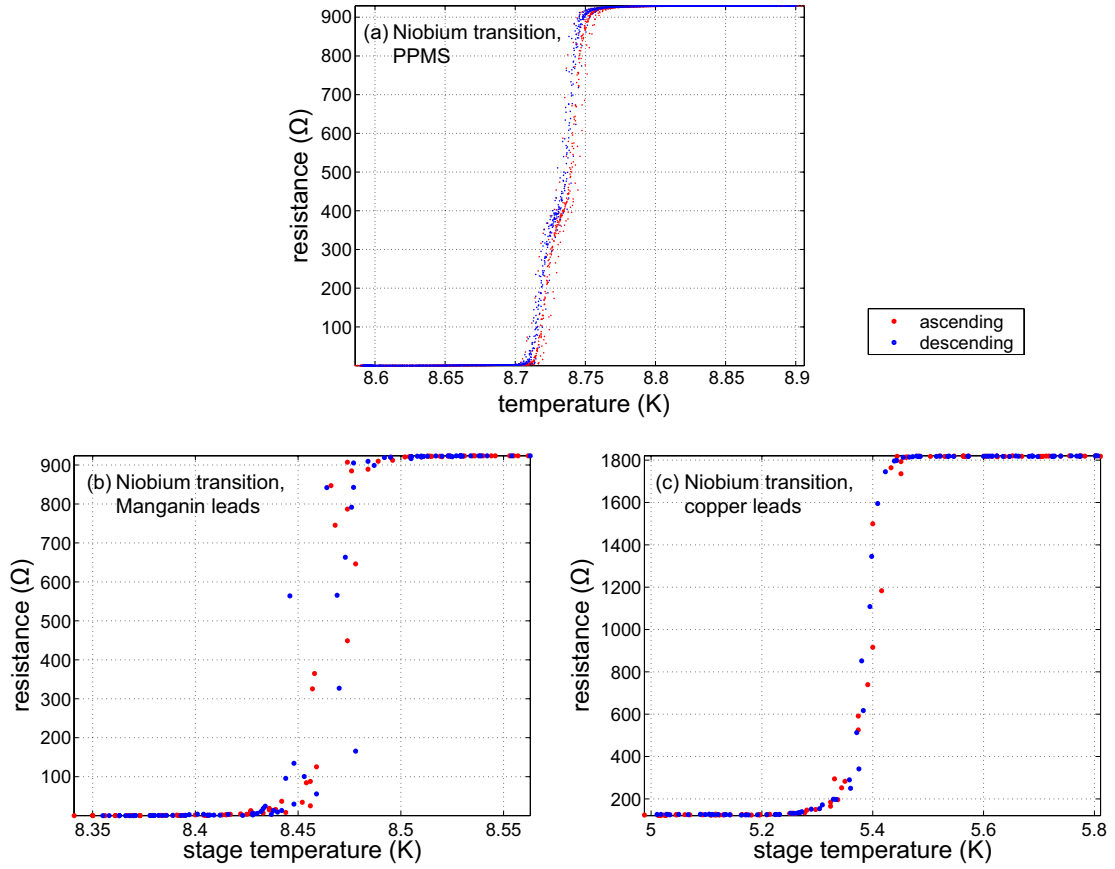 (a) Niobium transition,
PPMS
resistance (Ω)
900
800
700
600
500
400
300
200
100
8.6 8.65 8.7 8.75 8.8 8.85 8.9
temperature (K)
ascending
descending
(b) Niobium transition,
Manganin leads
resistance (Ω)
900
800
700
600
500
400
300
200
100
8.35 8.4 8.45 8.5 8.55
stage temperature (K)
(c) Niobium transition,
copper leads
resistance (Ω)
1800
1600
1400
1200
1000
800
600
400
200
5 5.2 5.4 5.6 5.8
stage temperature (K)